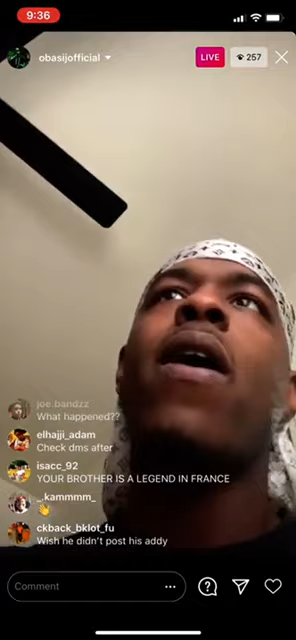 9:36
obasijofficial
LIVE
257
joe.bandzz
What happened??
elhajji_adam
Check dms after
isacc_92
YOUR BROTHER IS A LEGEND IN FRANCE
_.kammmm_
👋
ckback_bklot_fu
Wish he didn't post his addy
Comment